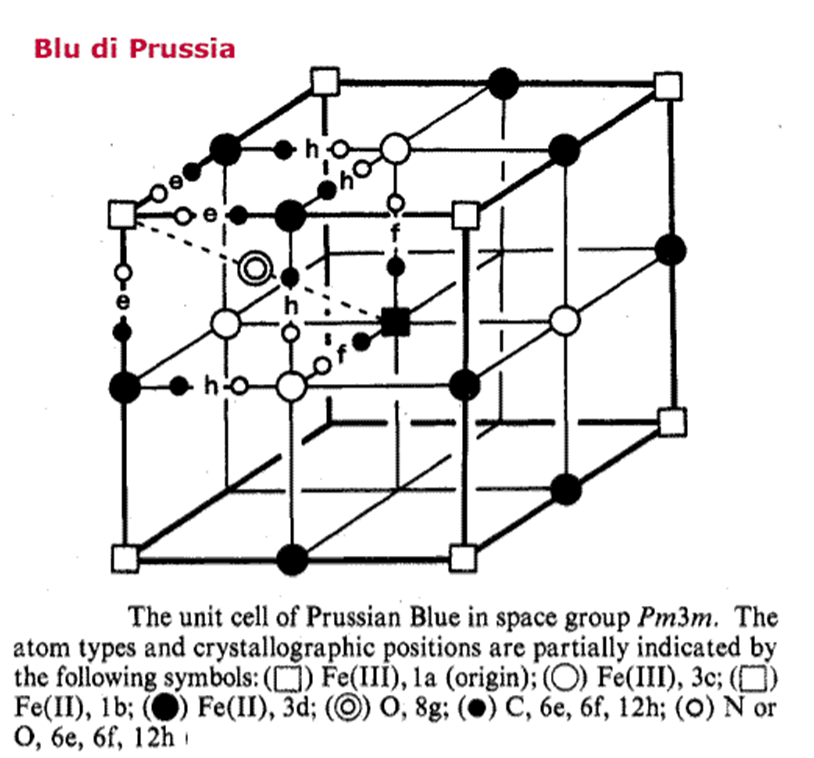 Blu di Prussia
h
h
e
e
f
e
h
f
h
The unit cell of Prussian Blue in space group Pm3m. The
atom types and crystallographic positions are partially indicated by
the following symbols: (□) Fe(III), 1a (origin); (○) Fe(III), 3c; (□)
Fe(II), 1b; (●) Fe(II), 3d; (◎) O, 8g; (●) C, 6e, 6f, 12h; (○) N or
O, 6e, 6f, 12h